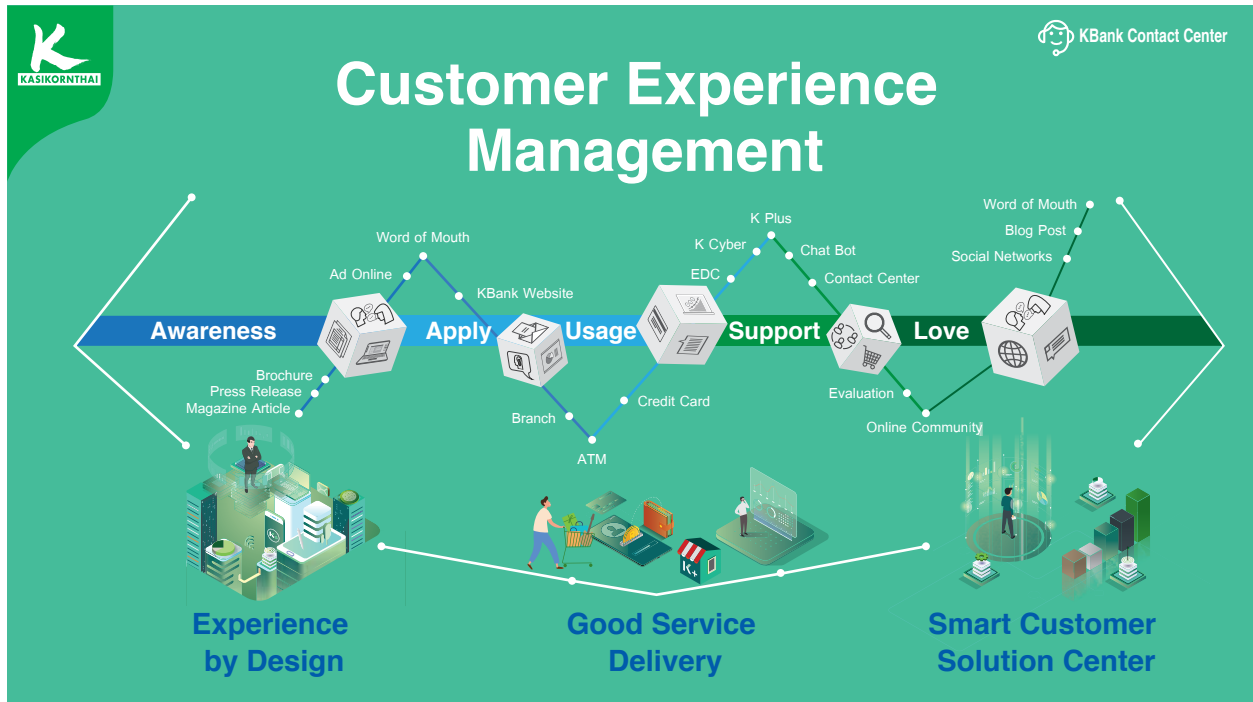 K
KASIKORNTHAI
KBank Contact Center
Customer Experience
Management
Word of Mouth
Ad Online
KBank Website
K Plus
K Cyber
Chat Bot
EDC
Contact Center
Word of Mouth
Blog Post
Social Networks
Awareness
Apply
Usage
Support
Love
Brochure
Press Release
Magazine Article
Branch
ATM
Credit Card
Evaluation
Online Community
K+
Experience
by Design
Good Service
Delivery
Smart Customer
Solution Center